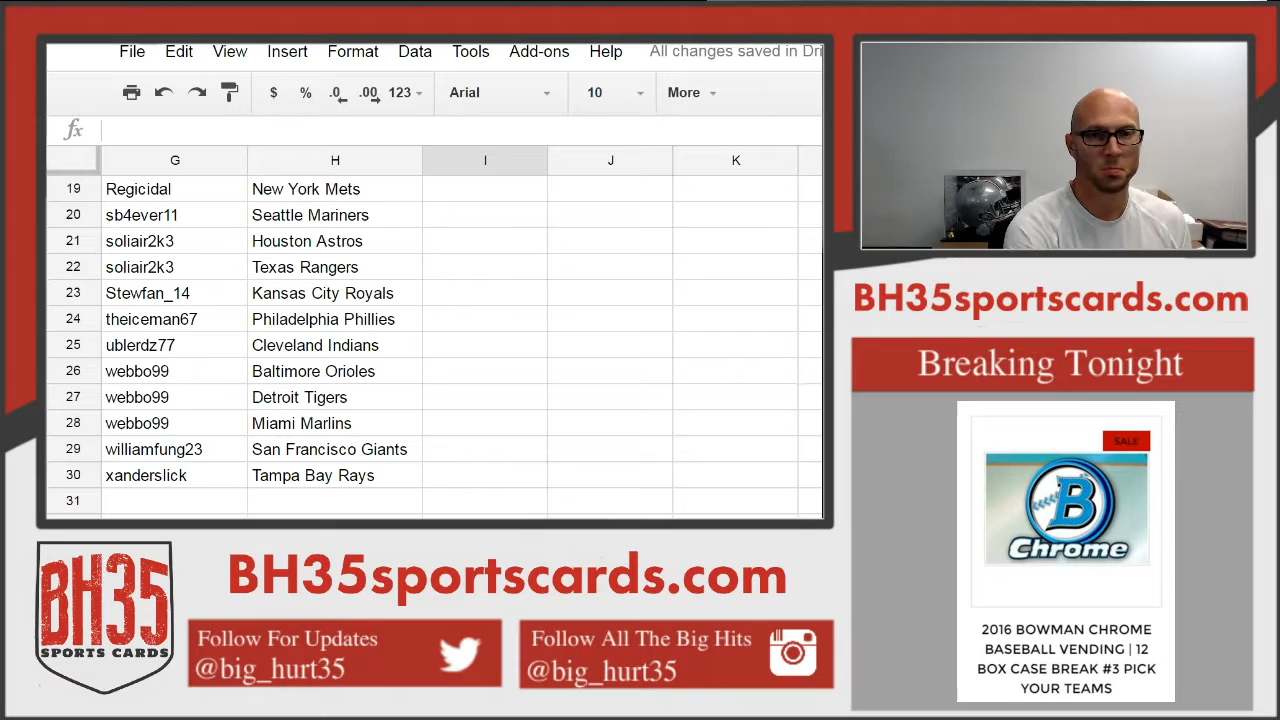 File Edit View Insert Format Data Tools Add-ons Help All changes saved in Dri
$ % .0 .00 123 Arial 10 More
fx
G H I J K
19 Regicidal New York Mets
20 sb4ever11 Seattle Mariners
21 soliair2k3 Houston Astros
22 soliair2k3 Texas Rangers
23 Stewfan_14 Kansas City Royals
24 theiceman67 Philadelphia Phillies
25 ublerdz77 Cleveland Indians
26 webbo99 Baltimore Orioles
27 webbo99 Detroit Tigers
28 webbo99 Miami Marlins
29 williamfung23 San Francisco Giants
30 xanderslick Tampa Bay Rays
31
BH35sportscards.com
Breaking Tonight
SALE
B
Chrome
2016 BOWMAN CHROME
BASEBALL VENDING | 12
BOX CASE BREAK #3 PICK
YOUR TEAMS
BH35
SPORTS CARDS
BH35sportscards.com
Follow For Updates
@big_hurt35
Follow All The Big Hits
@big_hurt35